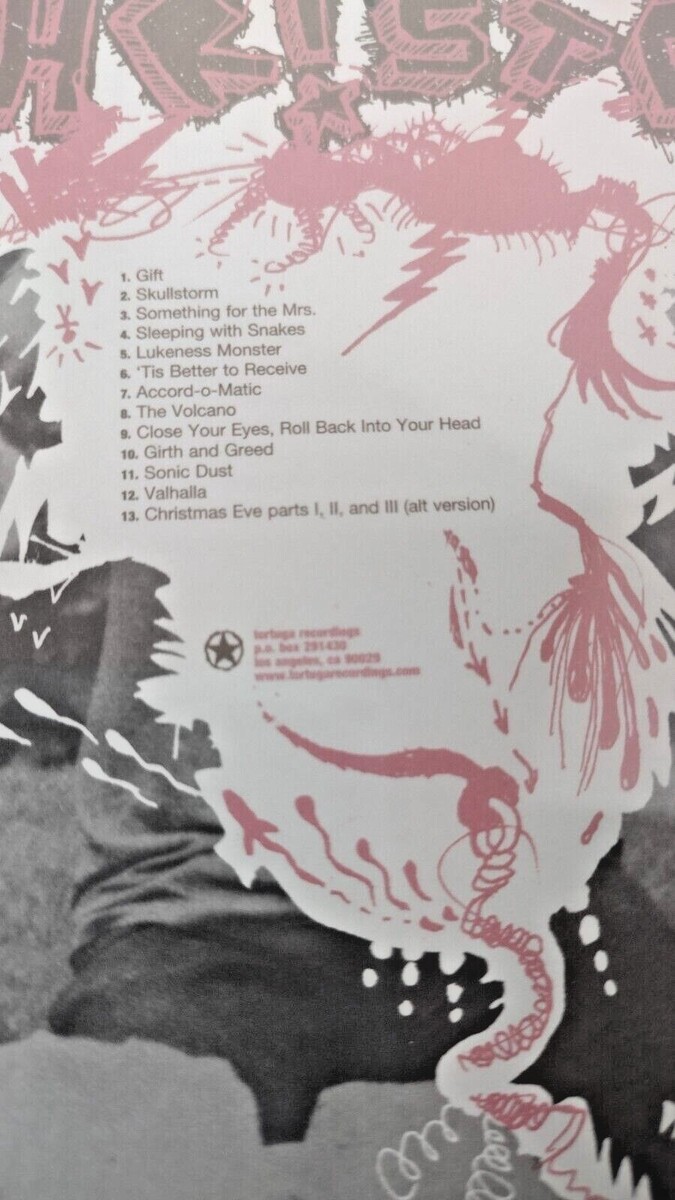 HRIST
1. Gift
2. Skullstorm
3. Something for the Mrs.
4. Sleeping with Snakes
5. Lukeness Monster
6. 'Tis Better to Receive
7. Accord-o-Matic
8. The Volcano
9. Close Your Eyes, Roll Back Into Your Head
10. Girth and Greed
11. Sonic Dust
12. Valhalla
13. Christmas Eve parts I, II, and III (alt version)
tortuga recordings
p.o. box 291430
los angeles, ca 90029
www.tortugarecordings.com